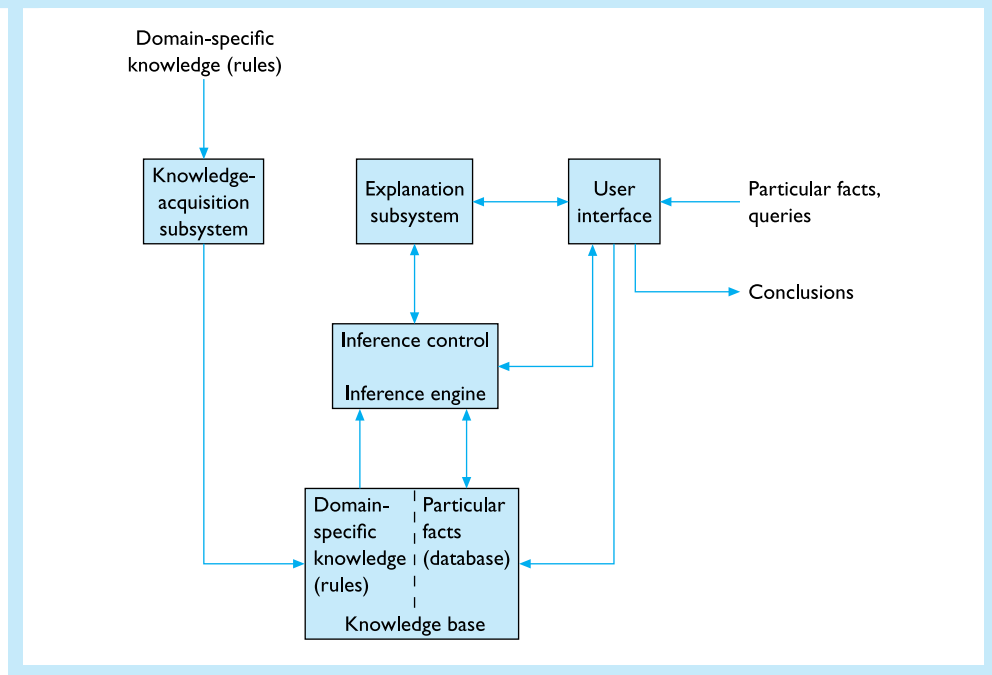 Domain-specific
knowledge (rules)
Knowledge-
acquisition
subsystem
Explanation
subsystem
User
interface
Particular facts,
queries
Conclusions
Inference control
Inference engine
Domain-
specific
knowledge
(rules)
Particular
facts
(database)
Knowledge base